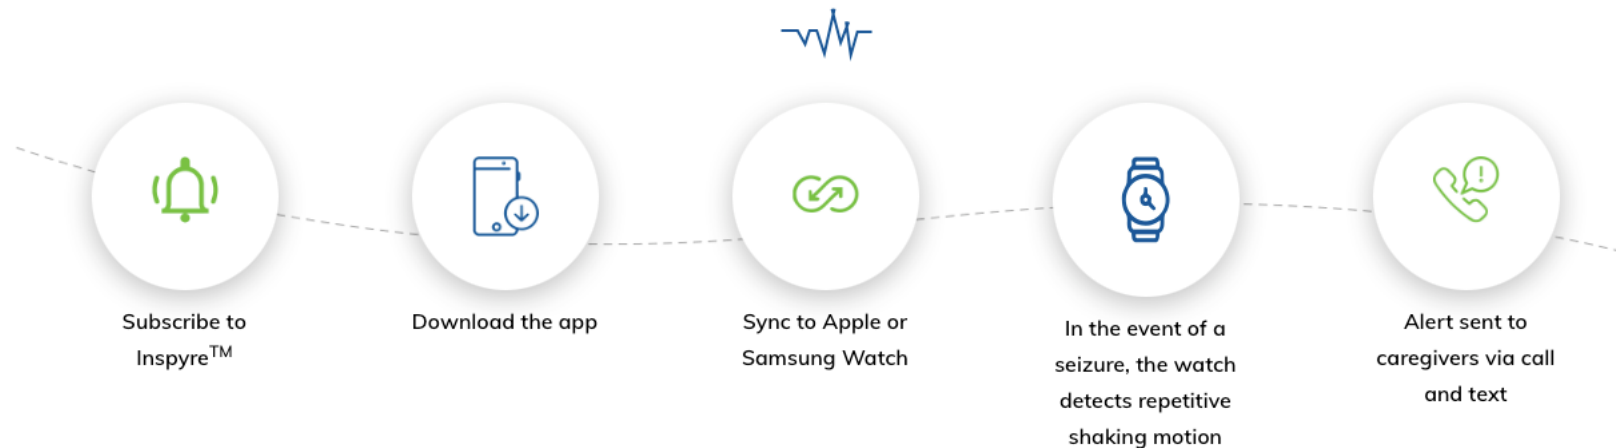 Subscribe to
Inspyre™
Download the app
Sync to Apple or
Samsung Watch
In the event of a
seizure, the watch
detects repetitive
shaking motion
Alert sent to
caregivers via call
and text